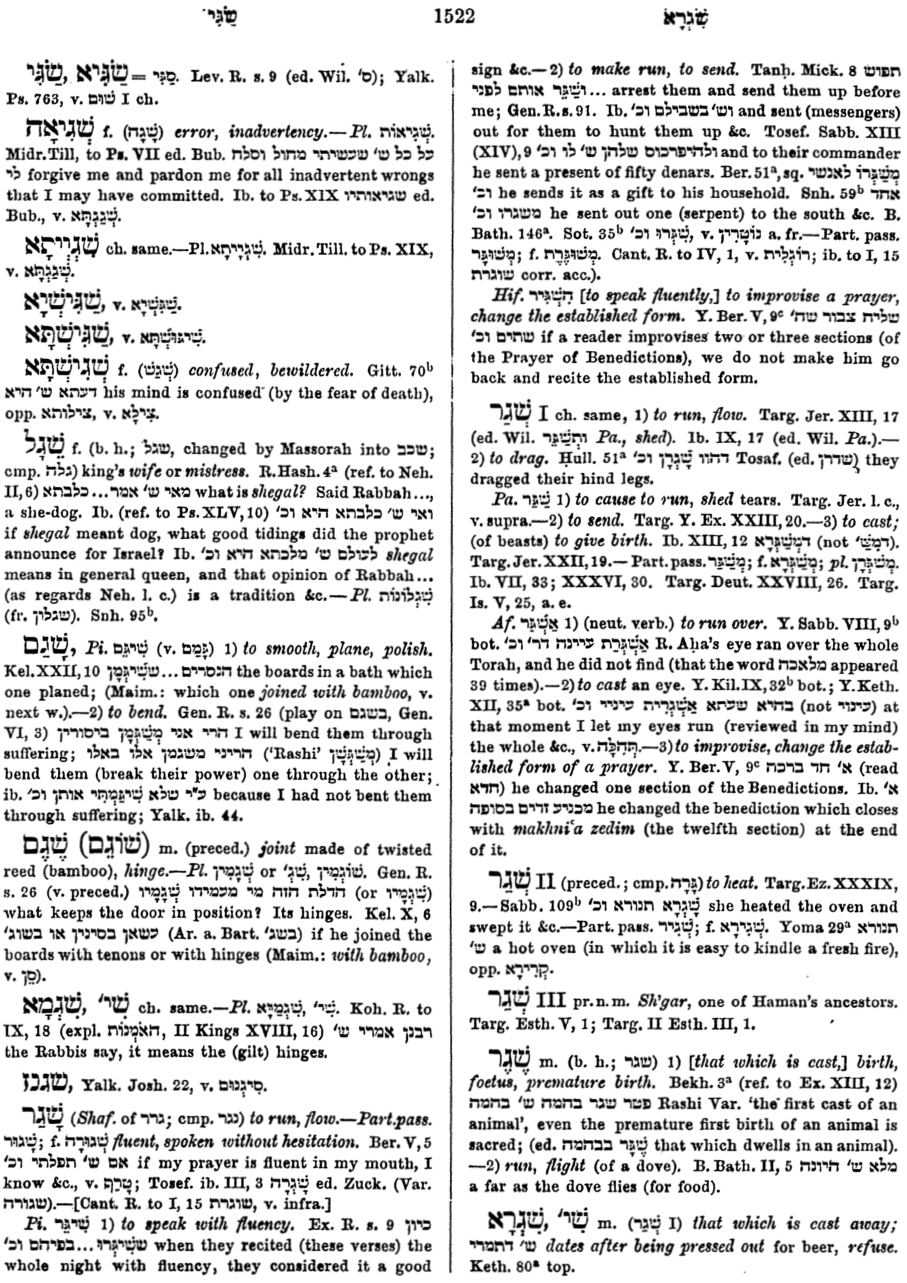 שַׂגִּי 1522 שִׁגְרָא
שַׂגִּיא, שַׂגִּי = סַגִּי. Lev. R. s. 9 (ed. Wil. 'ס); Yalk.
Ps. 763, v. שׂוּם I ch.
שְׁגִיאָה f. (שָׁגָה) error, inadvertency.—Pl. שְׁגִיאוֹת.
Midr. Till, to Ps. VII ed. Bub. על כל ש' שעשיתי מחול וסלח
לי forgive me and pardon me for all inadvertent wrongs
that I may have committed. Ib. to Ps. XIX שגיאותיו ed.
Bub., v. שְׁגַגְתָּא.
שְׁגִיְיתָא ch. same.—Pl. שְׁגִיָּיתָא. Midr. Till. to Ps. XIX,
v. שְׁגַגְתָּא.
שַׁגִּישְׁיָא, v. שַׁגִּשְׁיָא.
שַׁגִּישְׁתָּא, v. שִׁיגּוּשְׁתָּא.
שְׁגִישְׁתָּא f. (שְׁגַשׁ) confused, bewildered. Gitt. 70b
דעתא ש' היא his mind is confused (by the fear of death),
opp. צילותא, v. צִילָּא.
שֵׁגָל f. (b. h.; שגל, changed by Massorah into שכב;
cmp. גלה) king's wife or mistress. R. Hash. 4a (ref. to Neh.
II, 6) מאי ש' אמר... כלבתא what is shegal? Said Rabbah...,
a she-dog. Ib. (ref. to Ps. XLV, 10) ואי ש' כלבתא היא וכ'
if shegal meant dog, what good tidings did the prophet
announce for Israel? Ib. לעולם ש' מלכתא היא וכ' shegal
means in general queen, and that opinion of Rabbah...
(as regards Neh. l. c.) is a tradition &c.—Pl. שִׁגְלוֹנוֹת
(fr. שגלון). Snh. 95b.
שָׁגַם, Pi. שִׁיגֵּם (v. גָּמַם) 1) to smooth, plane, polish.
Kel. XXII, 10 הנסרים... ששִׁיגְּמָן the boards in a bath which
one planed; (Maim.: which one joined with bamboo, v.
next w.).—2) to bend. Gen. R. s. 26 (play on בשגם, Gen.
VI, 3) הרי אני מְשַׁגְּמָן ביסורין I will bend them through
suffering; הריני משגמן אלו באלו ('Rashi' מְשַׁגְּשָׁן) I will
bend them (break their power) one through the other;
ib. ע"י שלא שִׁיגַּמְתִּי אותן וכ' because I had not bent them
through suffering; Yalk. ib. 44.
שֶׁגֶם (שׁוֹגֵם) m. (preced.) joint made of twisted
reed (bamboo), hinge.—Pl. שְׁגָמִין or שְׁג', שׁוֹגְמִין. Gen. R.
s. 26 (v. preced.) הדלת הזה מי מעמידו שְׁגָמָיו (or שְׁגָמָיו)
what keeps the door in position? Its hinges. Kel. X, 6
עשאן בסינין או בשוג' (Ar. a. Bart. בשג') if he joined the
boards with tenons or with hinges (Maim.: with bamboo,
v. סֵן).
שִׁגְמָא, שִׁי' ch. same.—Pl. שִׁגְמַיָּא, שִׁי'. Koh. R. to
IX, 18 (expl. האֹמְנוֹת, II Kings XVIII, 16) רבנן אמרי ש'
the Rabbis say, it means the (gilt) hinges.
שגנז, Yalk. Josh. 22, v. סִיגְנוּם.
שָׁגַר (Shaf. of גרר; cmp. נגר) to run, flow.—Part. pass.
שָׁגוּר; f. שְׁגוּרָה fluent, spoken without hesitation. Ber. V, 5
אם ש' תפלתי וכ' if my prayer is fluent in my mouth, I
know &c., v. טָרַף; Tosef. ib. III, 3 שָׁגְרָה ed. Zuck. (Var.
שגורה).—[Cant. R. to I, 15 שוגרת, v. infra.]
Pi. שִׁיגֵּר 1) to speak with fluency. Ex. R. s. 9 כיון
ששִׁיגְּרוּ... בפיהם וכ' when they recited (these verses) the
whole night with fluency, they considered it a good
sign &c.—2) to make run, to send. Tanḥ. Mick. 8 תפוש
ושַׁגֵּר אותם לפני... arrest them and send them up before
me; Gen. R. s. 91. Ib. וש' בשבילם וכ' and sent (messengers)
out for them to hunt them up &c. Tosef. Sabb. XIII
(XIV), 9 ולהיפרכוס שלהן ש' לו וכ' and to their commander
he sent a present of fifty denars. Ber. 51a, sq. מְשַׁגְּרוֹ לאנשי
וכ' he sends it as a gift to his household. Snh. 59b אחד
משגרו וכ' he sent out one (serpent) to the south &c. B.
Bath. 146a. Sot. 35b שַׁגְּרוּ וכ', v. נוֹטָרִין a. fr.—Part. pass.
מְשׁוּגָּר; f. מְשׁוּגֶּרֶת. Cant. R. to IV, 1, v. רוֹגְלִית; ib. to I, 15
שוגרת corr. acc.).
Hif. הִשְׁגִּיר [to speak fluently,] to improvise a prayer,
change the established form. Y. Ber. V, 9c שליח צבור שה'
שתים וכ' if a reader improvises two or three sections (of
the Prayer of Benedictions), we do not make him go
back and recite the established form.
שְׁגַר I ch. same, 1) to run, flow. Targ. Jer. XIII, 17
(ed. Wil. ותְשַׁגֵּר Pa., shed). Ib. IX, 17 (ed. Wil. Pa.).—
2) to drag. Ḥull. 51a דהוו שָׁגְרָן וכ' Tosaf. (ed. שדרן) they
dragged their hind legs.
Pa. שַׁגֵּר 1) to cause to run, shed tears. Targ. Jer. l. c.,
v. supra.—2) to send. Targ. Y. Ex. XXIII, 20.—3) to cast;
(of beasts) to give birth. Ib. XIII, 12 דמְשַׁגְּרָא (not דמְשַׁ').
Targ. Jer. XXII, 19.—Part. pass. מְשַׁגַּר; f. מְשַׁגְּרָא; pl. מְשַׁגְּרָן.
Ib. VII, 33; XXXVI, 30. Targ. Deut. XXVIII, 26. Targ.
Is. V, 25, a. e.
Af. אַשְׁגַּר 1) (neut. verb.) to run over. Y. Sabb. VIII, 9b
bot. אַשְׁגְּרַת עיינה דר' וכ' R. Aḥa's eye ran over the whole
Torah, and he did not find (that the word מלאכה appeared
39 times).—2) to cast an eye. Y. Kil. IX, 32b bot.; Y. Keth.
XII, 35a bot. בההיא שעתא אַשְׁגְּרִית עיניי וכ' (not עינוי) at
that moment I let my eyes run (reviewed in my mind)
the whole &c., v. תְּחִלָּה.—3) to improvise, change the estab-
lished form of a prayer. Y. Ber. V, 9c א' חד ברכה (read
חדא) he changed one section of the Benedictions. Ib. א'
מכניע זדים בסופה he changed the benediction which closes
with makhni‘a zedim (the twelfth section) at the end
of it.
שְׁגַר II (preced.; cmp. גָּרָה) to heat. Targ. Ez. XXXIX,
9.—Sabb. 109b שָׁגְרָא תנורא וכ' she heated the oven and
swept it &c.—Part. pass. שְׁגִיר; f. שְׁגִירָא. Yoma 29a תנורא
ש' a hot oven (in which it is easy to kindle a fresh fire),
opp. קְרִירָא.
שְׁגַר III pr. n. m. Sh'gar, one of Haman's ancestors.
Targ. Esth. V, 1; Targ. II Esth. III, 1.
שֶׁגֶר m. (b. h.; שגר) 1) [that which is cast,] birth,
foetus, premature birth. Bekh. 3a (ref. to Ex. XIII, 12)
פטר שגר בהמה ש' בהמה Rashi Var. 'the first cast of an
animal', even the premature first birth of an animal is
sacred; (ed. שֶׁגָּר בבהמה that which dwells in an animal).
—2) run, flight (of a dove). B. Bath. II, 5 מלא ש' היונה
a far as the dove flies (for food).
שִׁגְרָא, שִׁי' m. (שְׁגַר I) that which is cast away;
ש' דתמרי dates after being pressed out for beer, refuse.
Keth. 80a top.